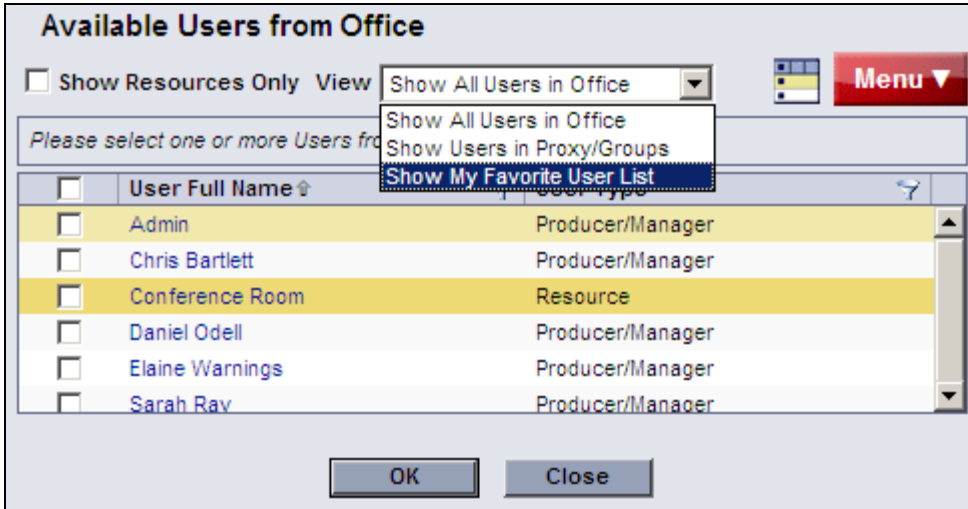 Available Users from Office
Show Resources Only View Show All Users in Office Menu
Show All Users in Office
Please select one or more Users
Show Users in Proxy/Groups
Show My Favorite User List
User Full Name
Admin Producer/Manager
Chris Bartlett Producer/Manager
Conference Room Resource
Daniel Odell Producer/Manager
Elaine Warnings Producer/Manager
Sarah Ray Producer/Manager
OK Close